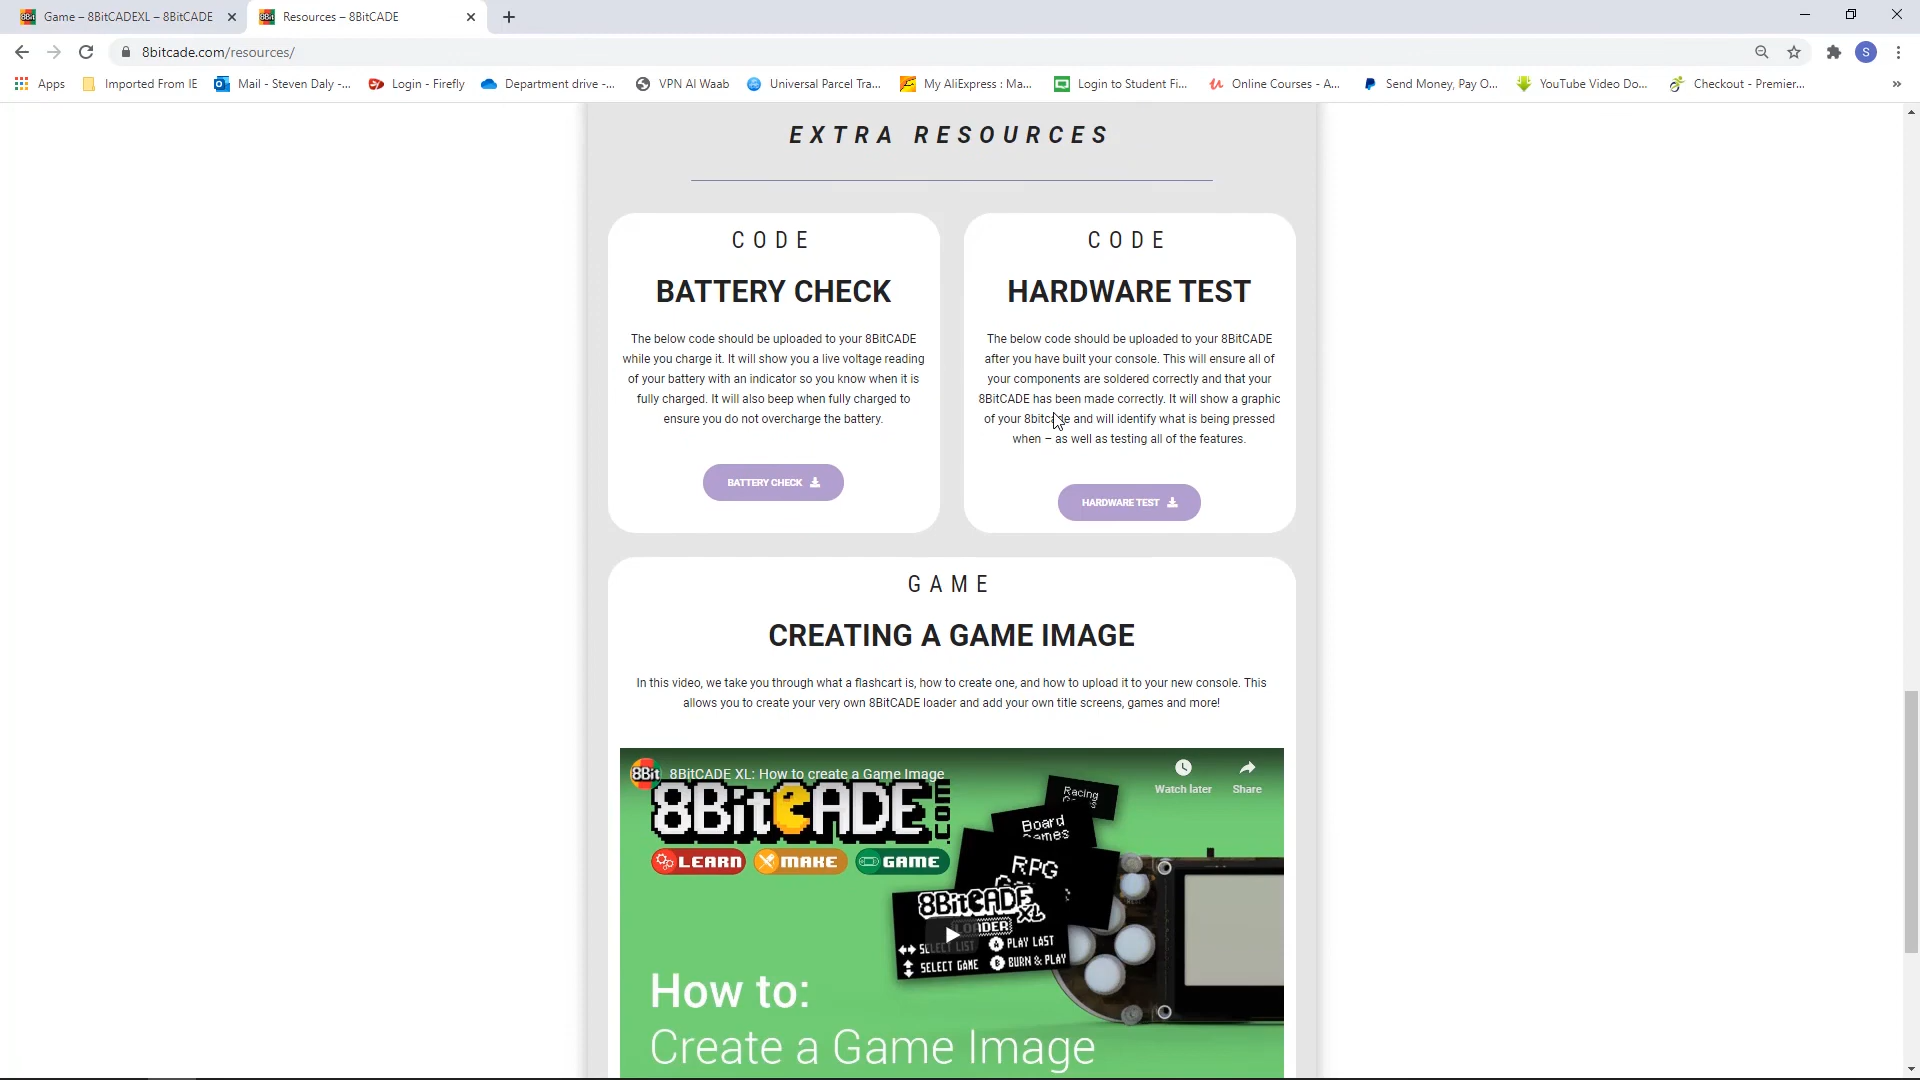 Game – 8BitCADEXL – 8BitCADE
Resources – 8BitCADE
8bitcade.com/resources/
S
Apps
Imported From IE
Mail - Steven Daly -...
Login - Firefly
Department drive -...
VPN Al Waab
Universal Parcel Tra...
My AliExpress : Ma...
Login to Student Fi...
Online Courses - A...
Send Money, Pay O...
YouTube Video Do...
Checkout - Premier...
EXTRA RESOURCES
CODE
BATTERY CHECK
The below code should be uploaded to your 8BitCADE
while you charge it. It will show you a live voltage reading
of your battery with an indicator so you know when it is
fully charged. It will also beep when fully charged to
ensure you do not overcharge the battery.
BATTERY CHECK
CODE
HARDWARE TEST
The below code should be uploaded to your 8BitCADE
after you have built your console. This will ensure all of
your components are soldered correctly and that your
8BitCADE has been made correctly. It will show a graphic
of your 8bitcade and will identify what is being pressed
when – as well as testing all of the features.
HARDWARE TEST
GAME
CREATING A GAME IMAGE
In this video, we take you through what a flashcart is, how to create one, and how to upload it to your new console. This
allows you to create your very own 8BitCADE loader and add your own title screens, games and more!
8Bit
8BitCADE XL: How to create a Game Image
Watch later
Share
8BitCADE.com
LEARN
MAKE
GAME
Racing
Board
Games
RPG
8BitCADE XL
LOADER
SELECT LIST
PLAY LAST
SELECT GAME
BURN & PLAY
How to:
Create a Game Image